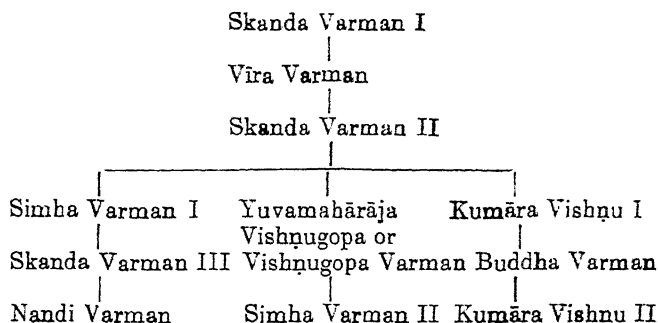 Skanda Varman I
Vīra Varman
Skanda Varman II
Simha Varman I Yuvamahārāja Kumāra Vishṇu I
Vishṇugopa or
Skanda Varman III Vishṇugopa Varman Buddha Varman
Nandi Varman Simha Varman II Kumāra Vishnu II